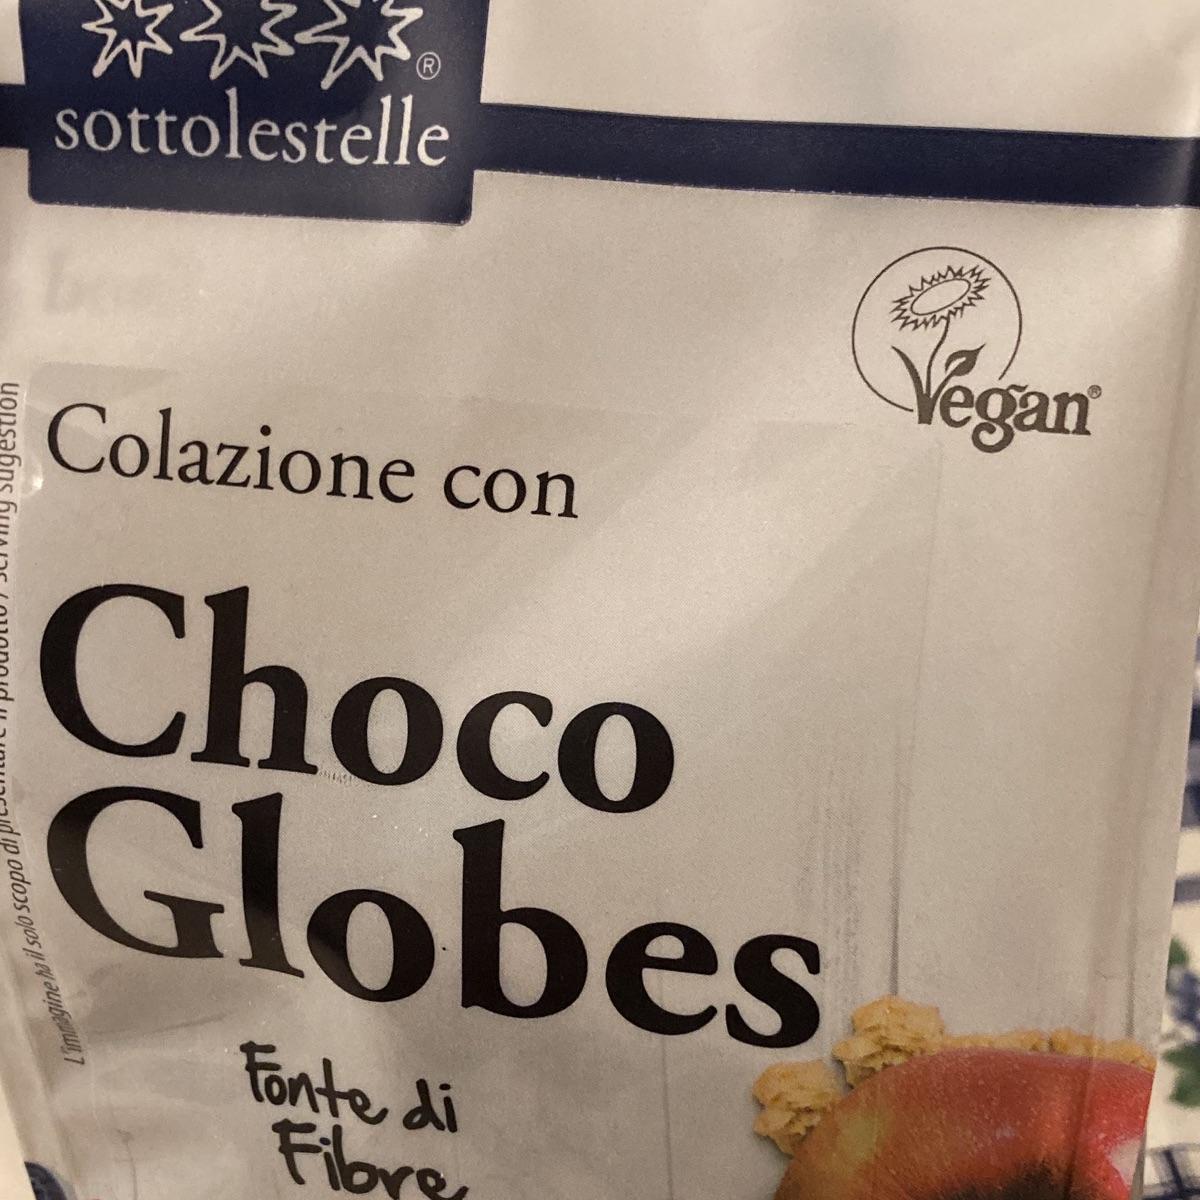 ®
sottolestelle
Vegan®
Colazione con
Choco
Globes
Fonte di
Fibre
L'immagine ha il solo scopo di presentare il prodotto / serving sugestion